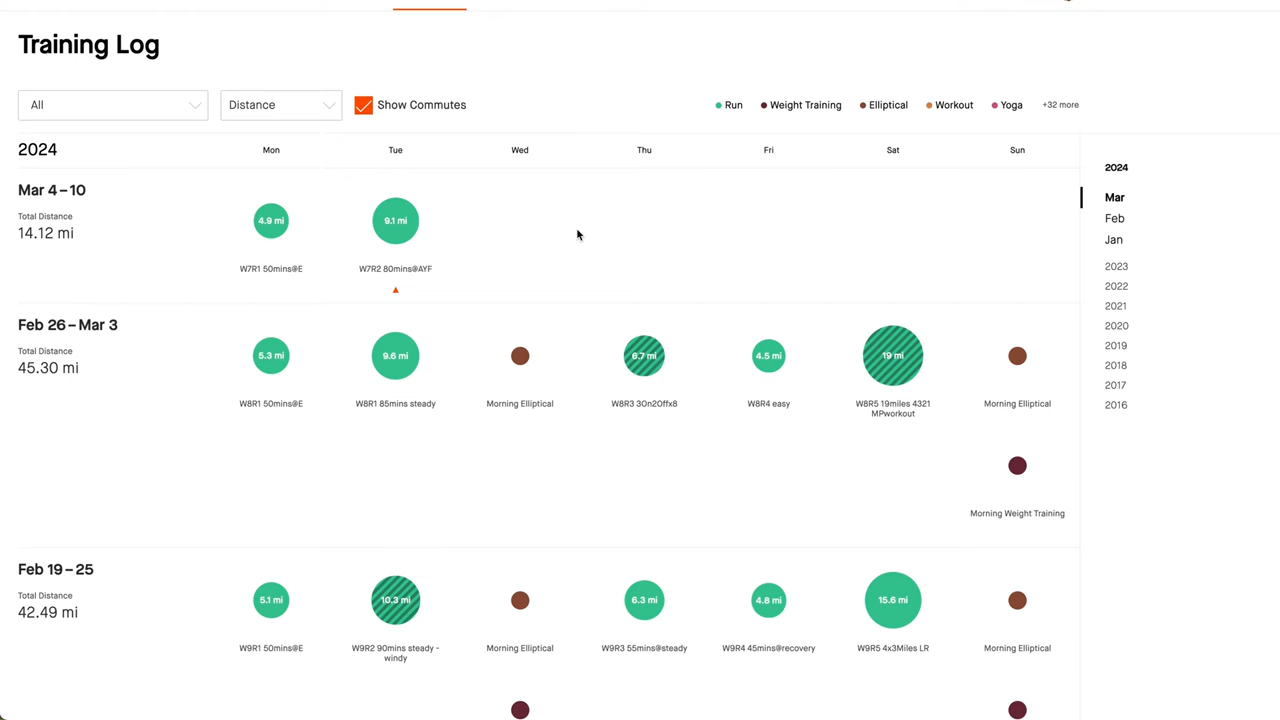 Training Log
All
Distance
Show Commutes
Run
Weight Training
Elliptical
Workout
Yoga
+32 more
2024
Mon
Tue
Wed
Thu
Fri
Sat
Sun
2024
Mar
Feb
Jan
2023
2022
2021
2020
2019
2018
2017
2016
Mar 4 – 10
Total Distance
14.12 mi
4.9 mi
W7R1 50mins@E
9.1 mi
W7R2 80mins@AYF
Feb 26 – Mar 3
Total Distance
45.30 mi
5.3 mi
W8R1 50mins@E
9.6 mi
W8R1 85mins steady
Morning Elliptical
6.7 mi
W8R3 30n20ffx8
4.5 mi
W8R4 easy
19 mi
W8R5 19miles 4321
MPworkout
Morning Elliptical
Morning Weight Training
Feb 19 – 25
Total Distance
42.49 mi
5.1 mi
W9R1 50mins@E
10.3 mi
W9R2 90mins steady -
windy
Morning Elliptical
6.3 mi
W9R3 55mins@steady
4.8 mi
W9R4 45mins@recovery
15.6 mi
W9R5 4x3Miles LR
Morning Elliptical